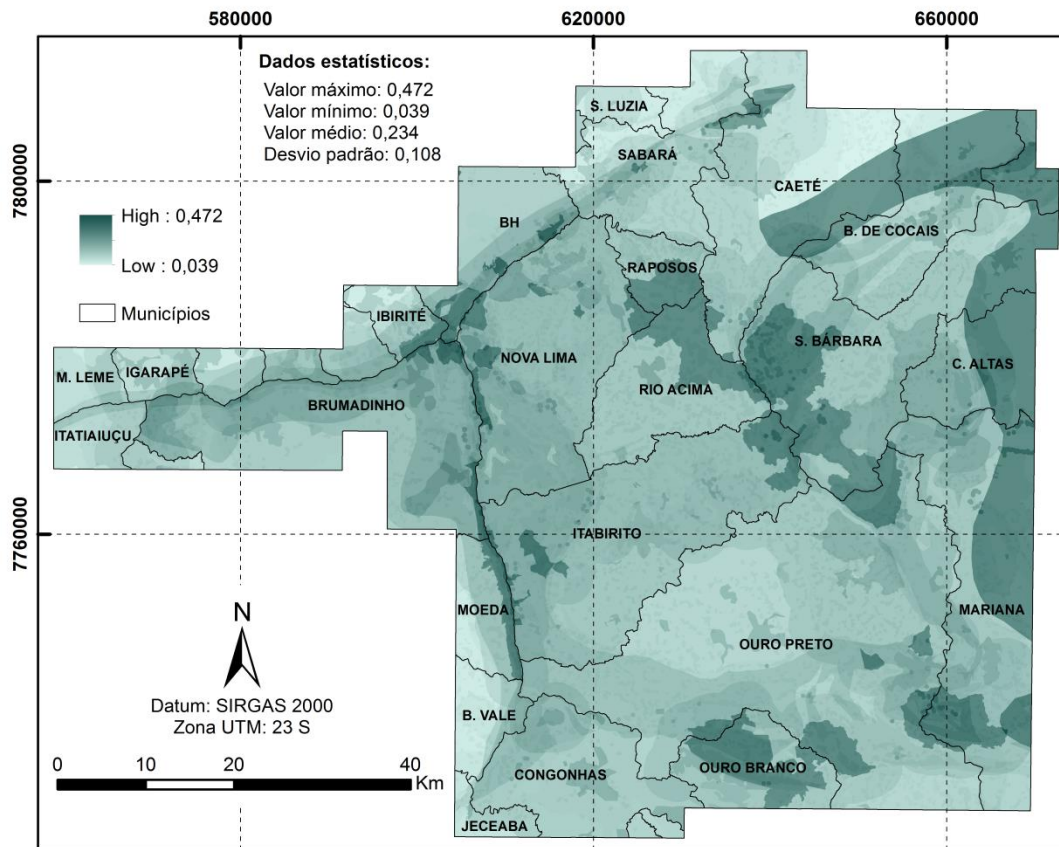 580000
620000
660000
Dados estatísticos:
Valor máximo: 0,472
Valor mínimo: 0,039
Valor médio: 0,234
Desvio padrão: 0,108
S. LUZIA
SABARÁ
7800000
CAETÉ
High : 0,472
BH
B. DE COCAIS
Low : 0,039
RAPOSOS
Municípios
IBIRITÉ
S. BÁRBARA
NOVA LIMA
C. ALTAS
M. LEME
IGARAPÉ
RIO ACIMA
BRUMADINHO
ITATIAIUÇU
7760000
ITABIRITO
N
MOEDA
MARIANA
OURO PRETO
Datum: SIRGAS 2000
Zona UTM: 23 S
B. VALE
0 10 20 40 Km
CONGONHAS
OURO BRANCO
JECEABA